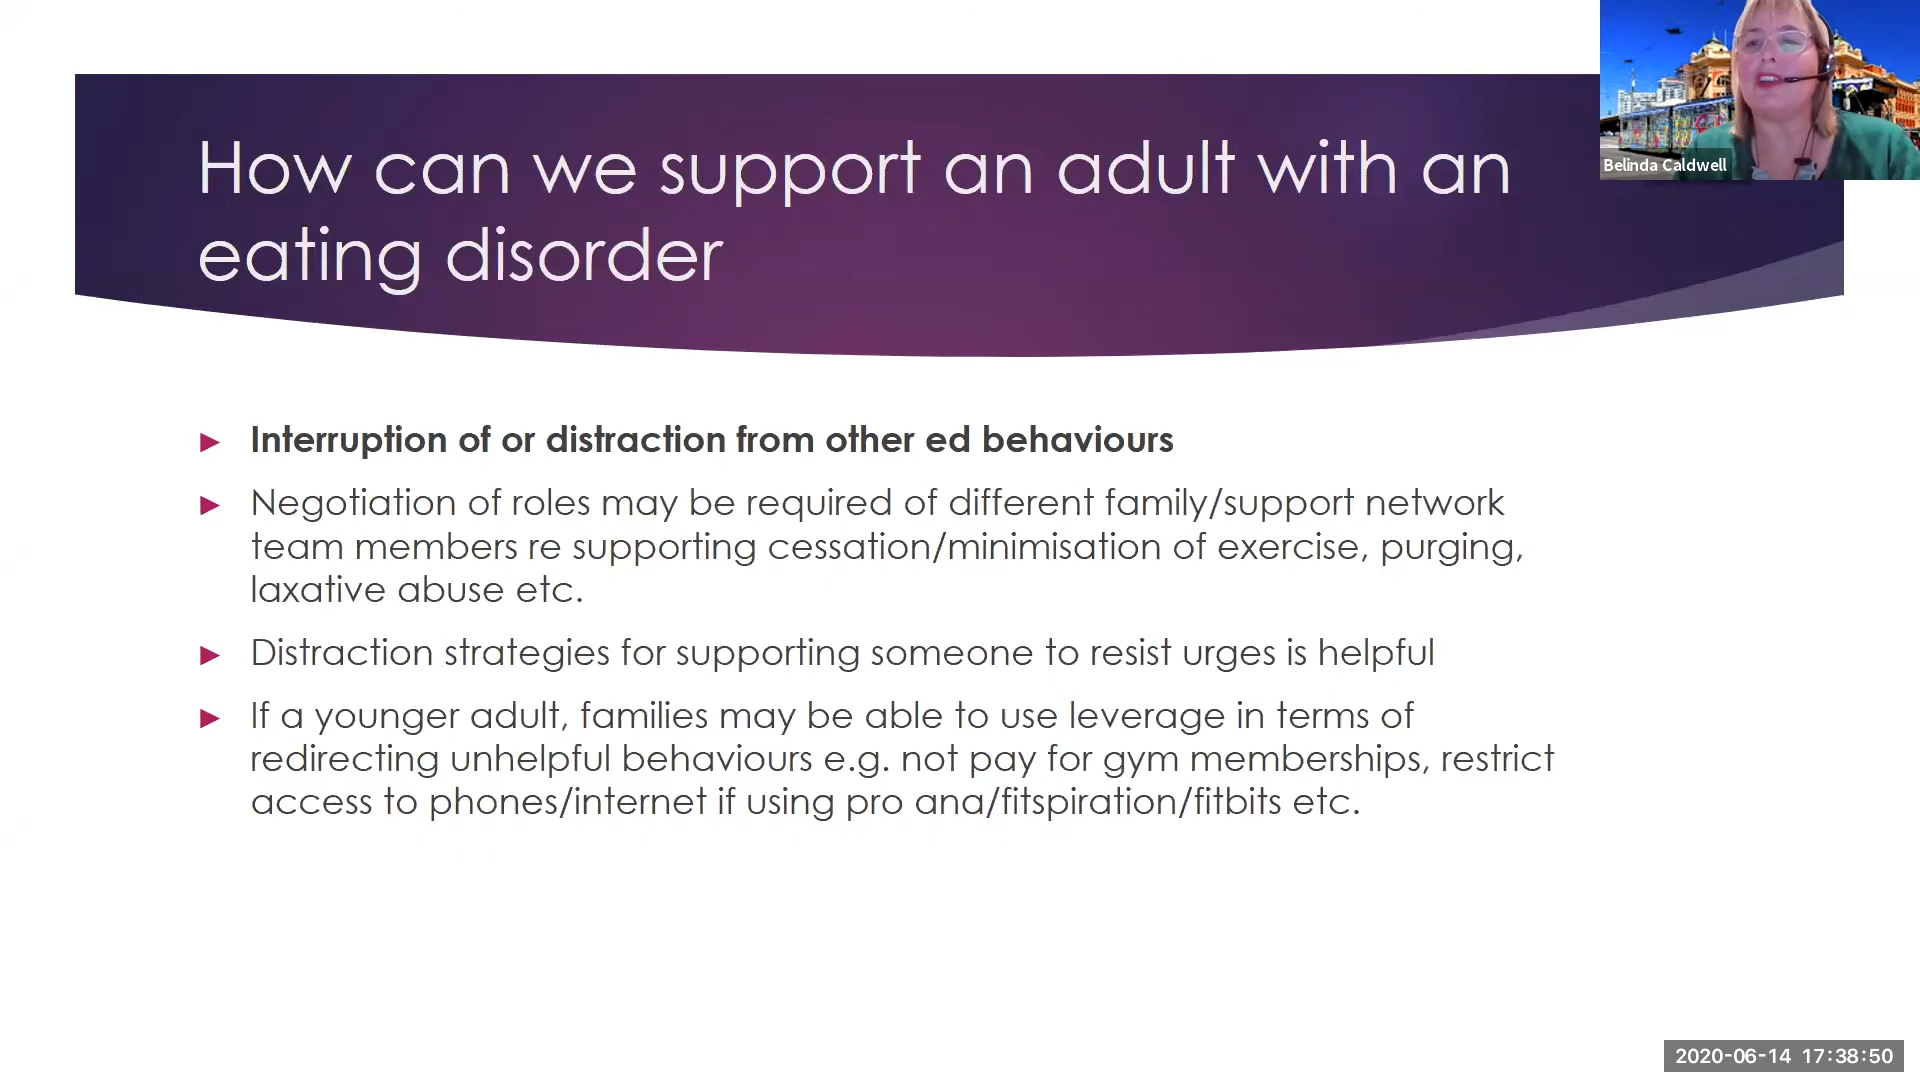 How can we support an adult with an
eating disorder
Belinda Caldwell
► Interruption of or distraction from other ed behaviours
► Negotiation of roles may be required of different family/support network
team members re supporting cessation/minimisation of exercise, purging,
laxative abuse etc.
► Distraction strategies for supporting someone to resist urges is helpful
► If a younger adult, families may be able to use leverage in terms of
redirecting unhelpful behaviours e.g. not pay for gym memberships, restrict
access to phones/internet if using pro ana/fitspiration/fitbits etc.
2020-06-14 17:38:50